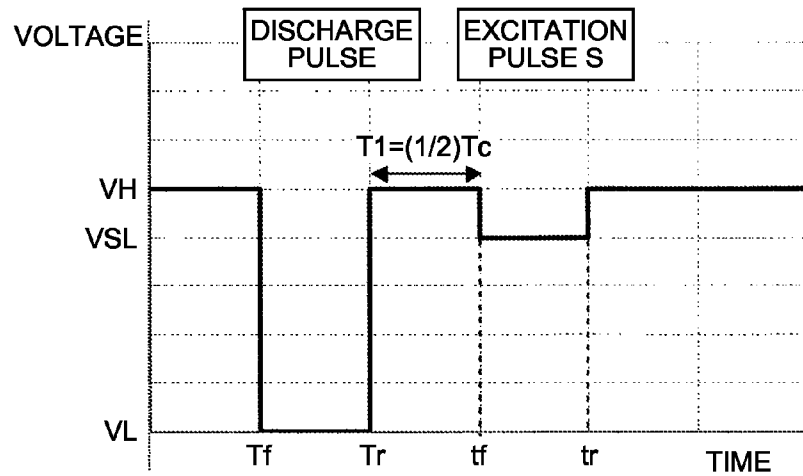 VOLTAGE
DISCHARGE
PULSE
EXCITATION
PULSE S
T1=(1/2)Tc
VH
VSL
VL
Tf
Tr
tf
tr
TIME